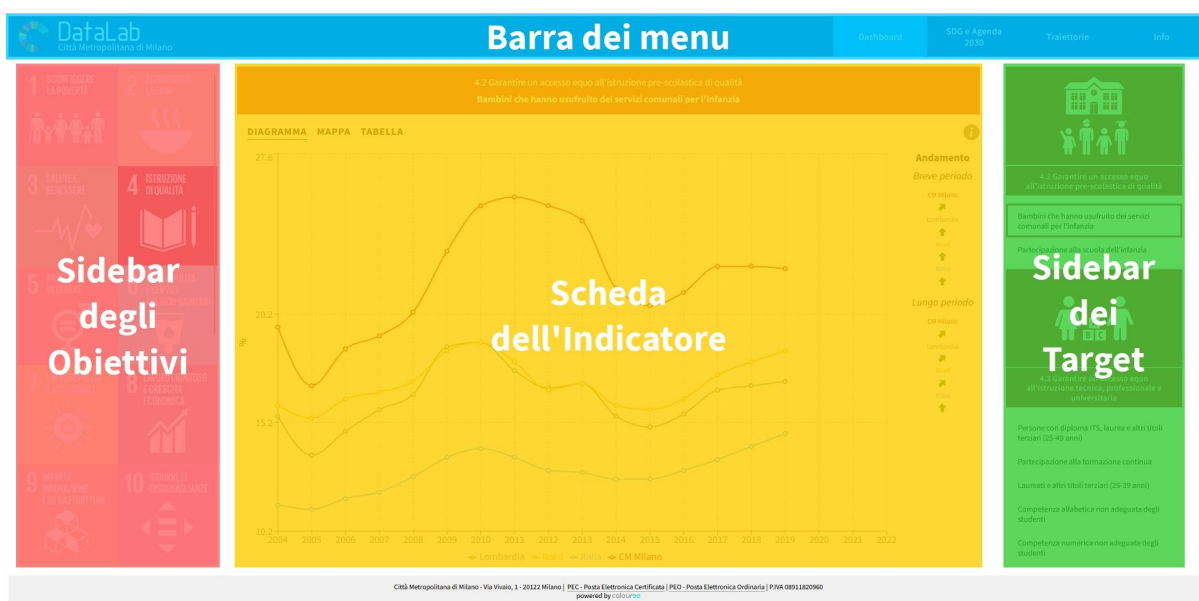 DataLab
Città Metropolitana di Milano
Barra dei menu
Dashboard
SDG e Agenda
2030
Traiettorie
Info
1 SCONFIGGERE
LA POVERTÀ
2
3 SALUTE E
BENESSERE
4 ISTRUZIONE
DI QUALITÀ
5
7
8
E CRESCITA
ECONOMICA
9
10 RIDURRE LE
Sidebar
degli
Obiettivi
4.2 Garantire un accesso equo all'istruzione pre-scolastica di qualità
Bambini che hanno usufruito dei servizi comunali per l'infanzia
DIAGRAMMA MAPPA TABELLA
i
27.6
20.2
%
15.2
10.2
2004 2005 2006 2007 2008 2009 2010 2011 2012 2013 2014 2015 2016 2017 2018 2019 2020 2021 2022
Lombardia Nord Italia CM Milano
Scheda
dell'Indicatore
Andamento
Breve periodo
CM Milano
Lombardia
Nord
Italia
Lungo periodo
CM Milano
Lombardia
Nord
Italia
4.2 Garantire un accesso equo
all'istruzione pre-scolastica di qualità
Bambini che hanno usufruito dei servizi
comunali per l'infanzia
Partecipazione alla scuola dell'infanzia
Sidebar
dei
Target
ABC
4.3 Garantire un accesso equo
all'istruzione tecnica, professionale e
universitaria
Persone con diploma ITS, laurea e altri titoli
terziari (25-49 anni)
Partecipazione alla formazione continua
Laureati e altri titoli terziari (25-39 anni)
Competenza alfabetica non adeguata degli
studenti
Competenza numerica non adeguata degli
studenti
Città Metropolitana di Milano - Via Vivaio, 1 - 20122 Milano | PEC - Posta Elettronica Certificata | PEO - Posta Elettronica Ordinaria | P.IVA 08911820960
powered by colouree